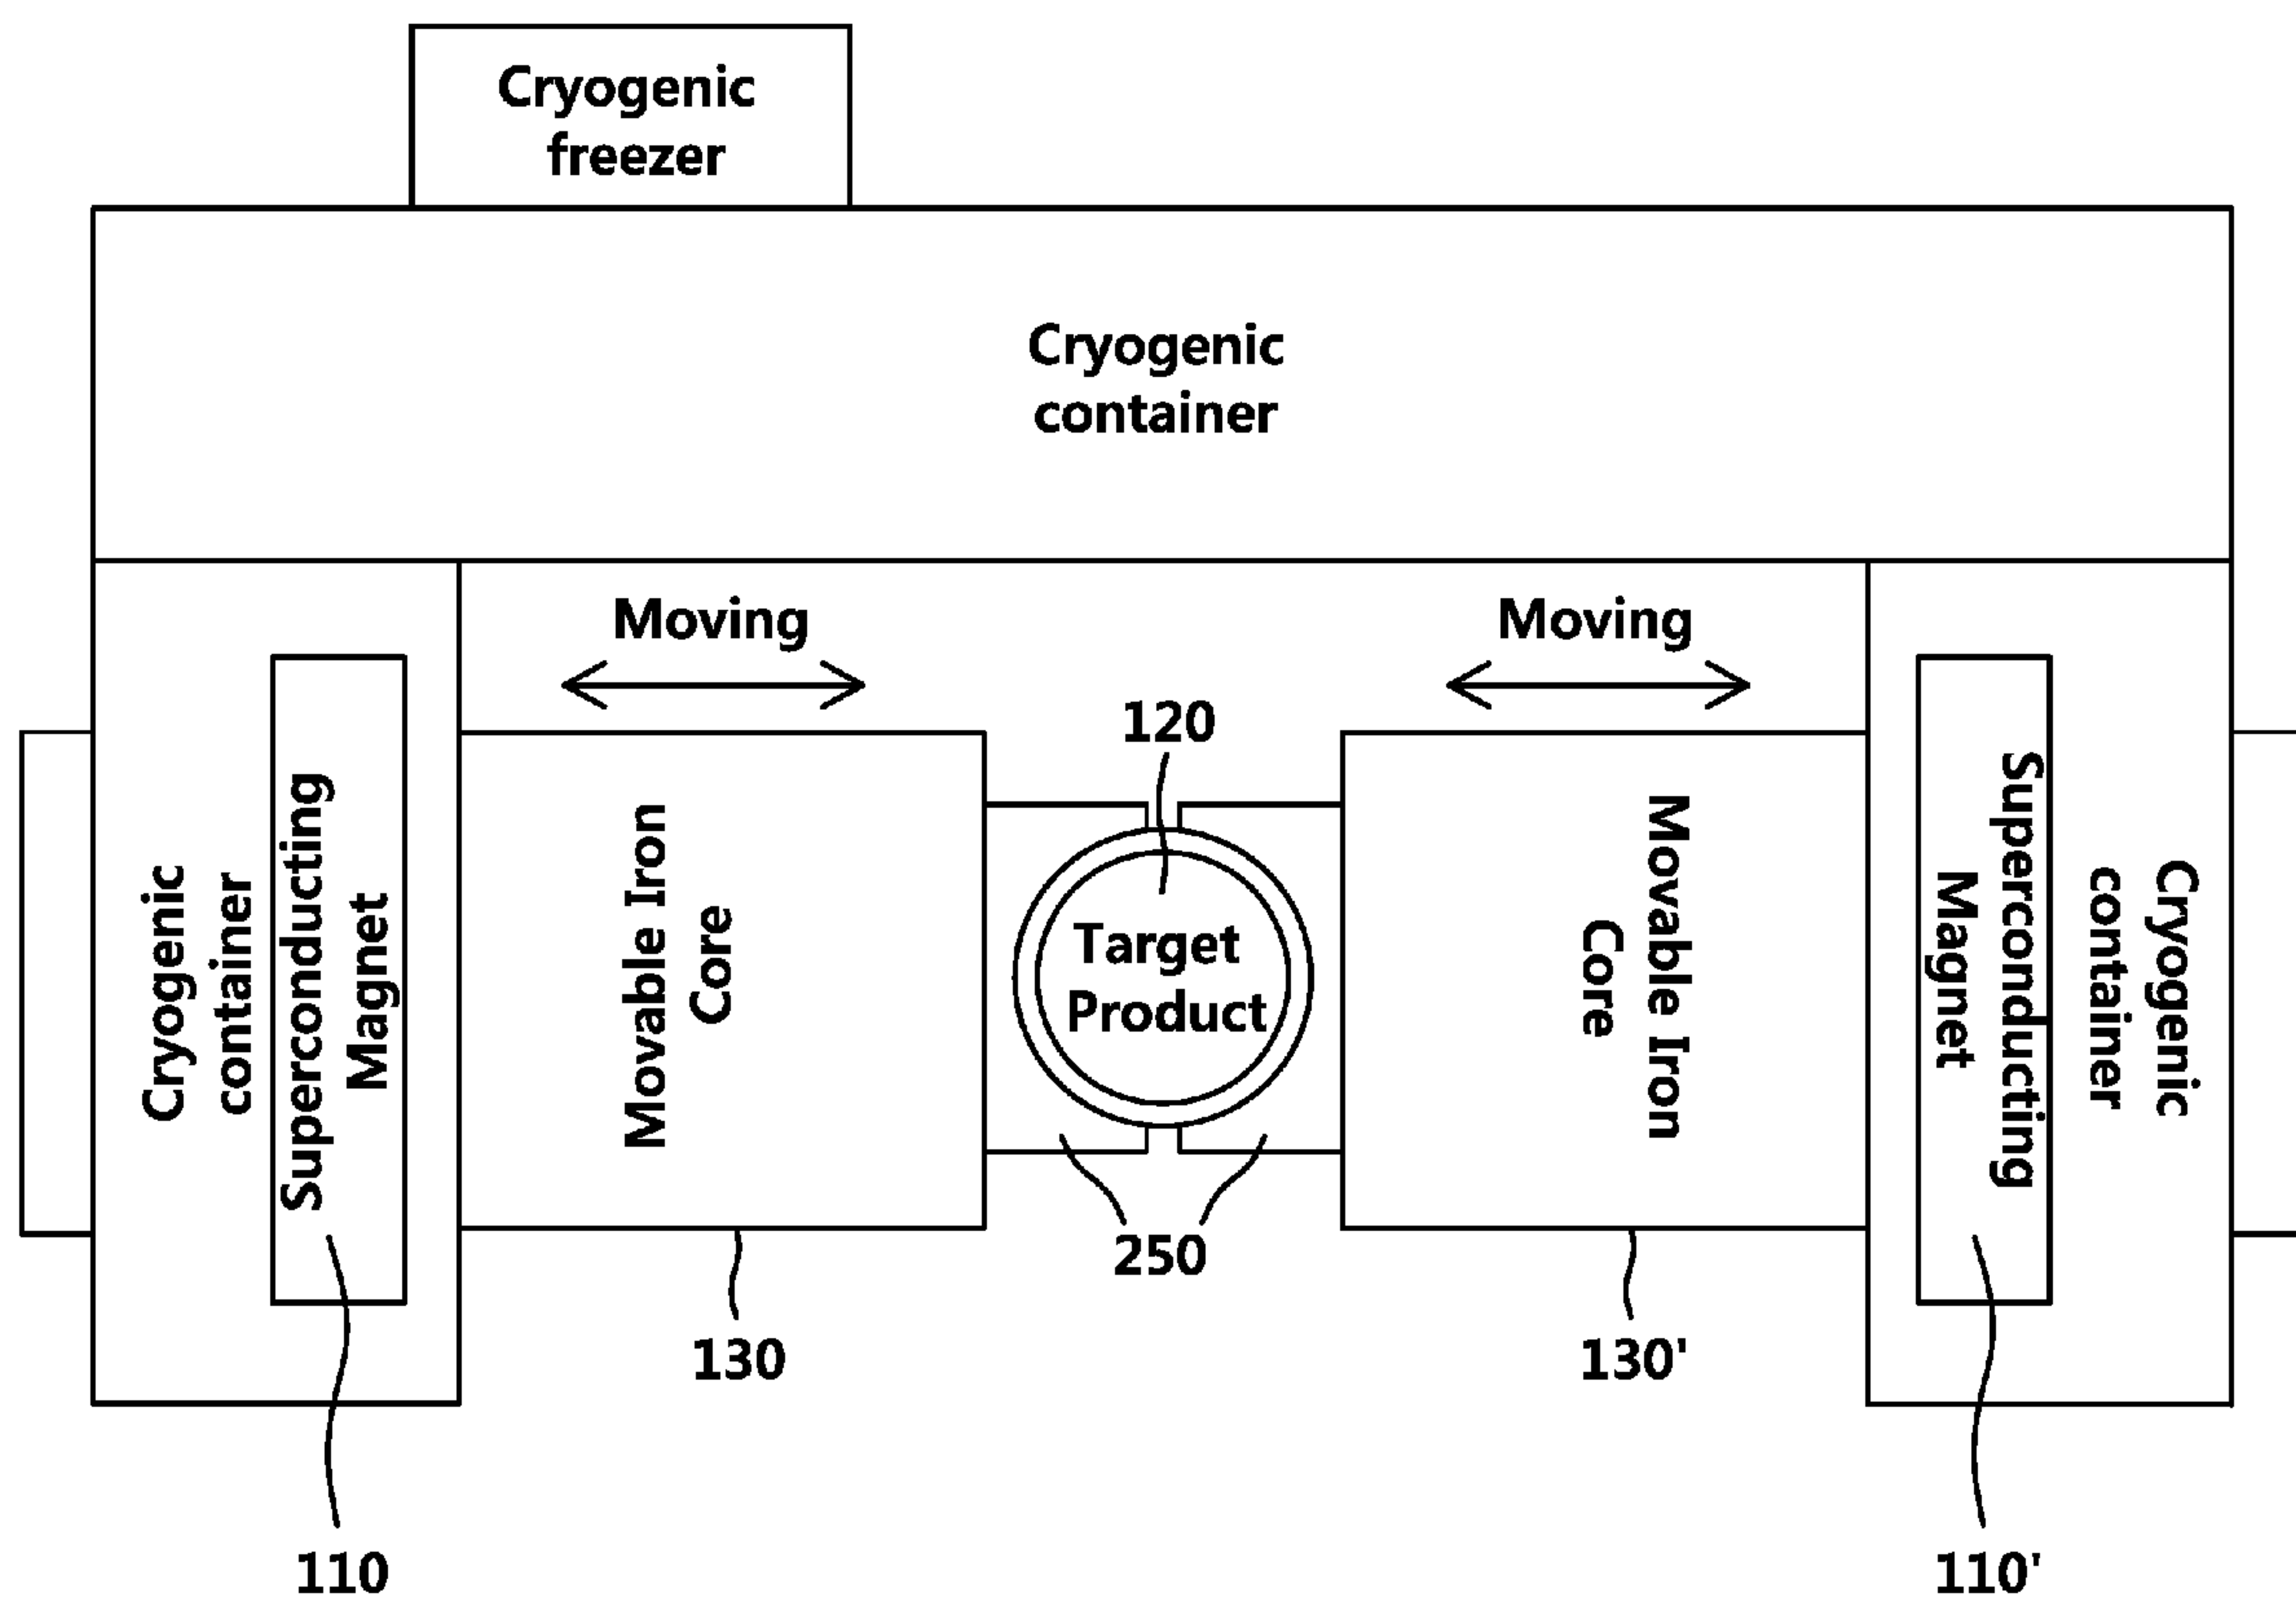 Cryogenic
freezer
Cryogenic
container
Moving
Moving
120
Cryogenic
container
Superconducting
Magnet
Movable Iron
Core
Target
Product
Movable Iron
Core
Superconducting
Magnet
Cryogenic
container
250
130
130'
110
110'